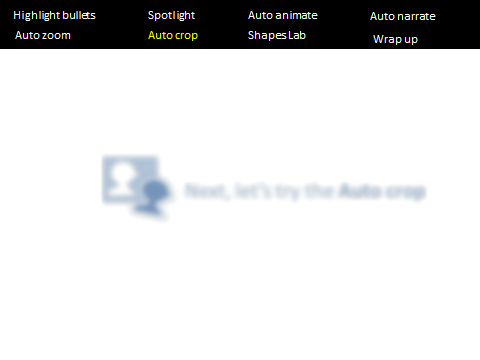 Highlight bullets Spotlight Auto animate Auto narrate
Auto zoom Auto crop Shapes Lab Wrap up
Next, let's try the Auto crop